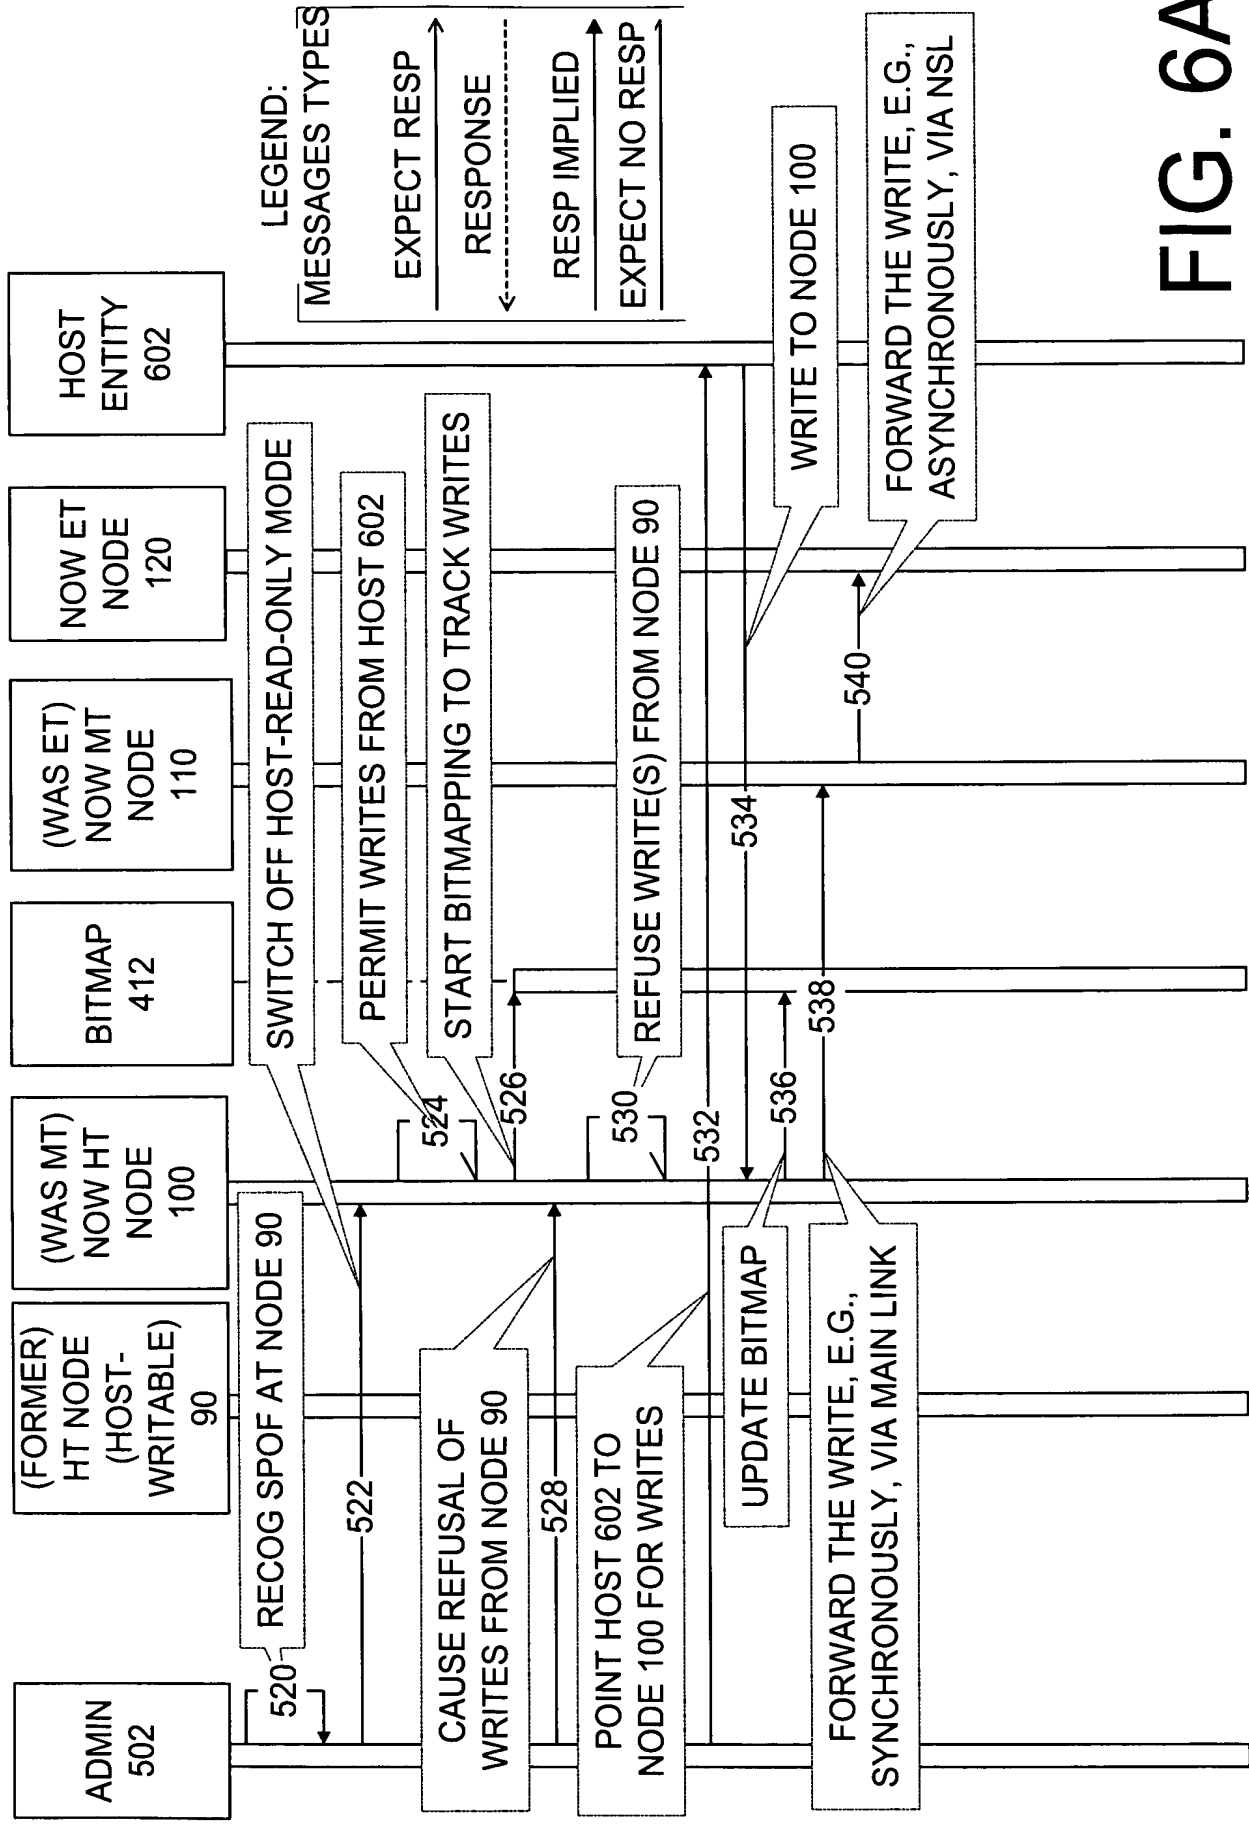 ADMIN
502
(FORMER)
HT NODE
(HOST-
WRITABLE)
90
(WAS MT)
NOW HT
NODE
100
BITMAP
412
(WAS ET)
NOW MT
NODE
110
NOW ET
NODE
120
HOST
ENTITY
602
LEGEND:
MESSAGES TYPES
EXPECT RESP
RESPONSE
RESP IMPLIED
EXPECT NO RESP
520
RECOG SPOF AT NODE 90
SWITCH OFF HOST-READ-ONLY MODE
522
PERMIT WRITES FROM HOST 602
524
START BITMAPPING TO TRACK WRITES
526
CAUSE REFUSAL OF
WRITES FROM NODE 90
528
530
REFUSE WRITE(S) FROM NODE 90
POINT HOST 602 TO
NODE 100 FOR WRITES
532
534
WRITE TO NODE 100
UPDATE BITMAP
536
FORWARD THE WRITE, E.G.,
SYNCHRONOUSLY, VIA MAIN LINK
538
540
FORWARD THE WRITE, E.G.,
ASYNCHRONOUSLY, VIA NSL
FIG. 6A